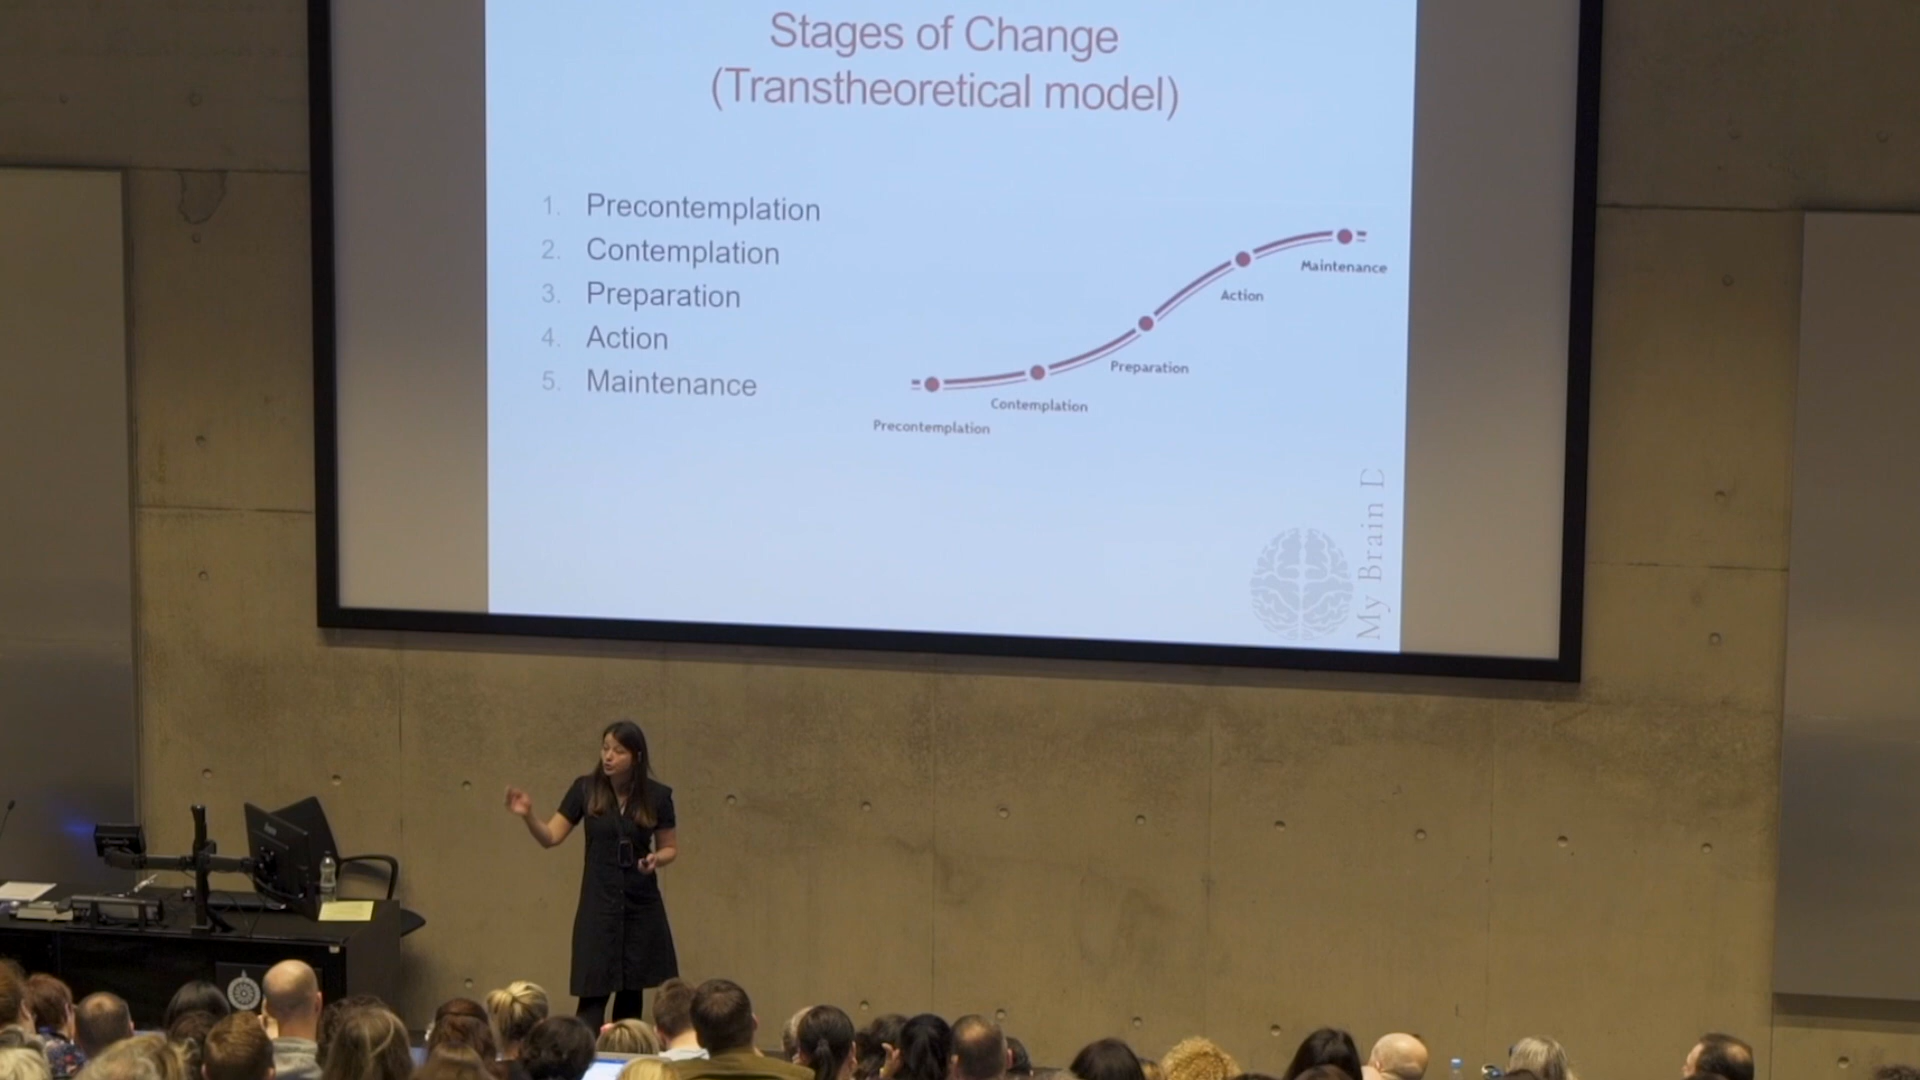 Stages of Change
(Transtheoretical model)
1. Precontemplation
2. Contemplation
3. Preparation
4. Action
5. Maintenance
Maintenance
Action
Preparation
Contemplation
Precontemplation
My Brain